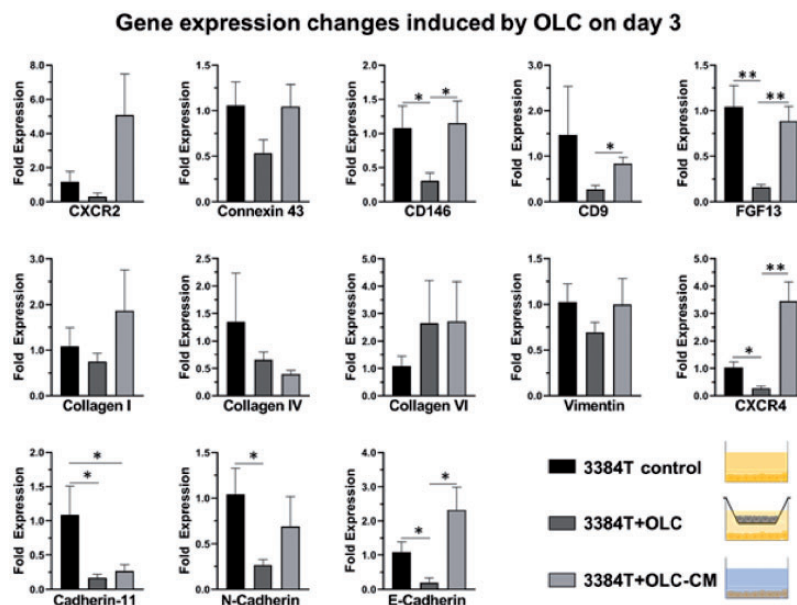 Gene expression changes induced by OLC on day 3
Fold Expression
8.0
6.0
4.0
2.0
0.0
CXCR2
Fold Expression
1.5
1.0
0.5
0.0
Connexin 43
Fold Expression
1.5
1.0
0.5
0.0
* *
CD146
Fold Expression
3.0
2.0
1.0
0.0
*
CD9
Fold Expression
1.5
1.0
0.5
0.0
** **
FGF13
Fold Expression
3.0
2.0
1.0
0.0
Collagen I
Fold Expression
2.5
2.0
1.5
1.0
0.5
0.0
Collagen IV
Fold Expression
5.0
4.0
3.0
2.0
1.0
0.0
Collagen VI
Fold Expression
1.5
1.0
0.5
0.0
Vimentin
Fold Expression
5.0
4.0
3.0
2.0
1.0
0.0
* **
CXCR4
Fold Expression
2.0
1.5
1.0
0.5
0.0
*
*
Cadherin-11
Fold Expression
1.5
1.0
0.5
0.0
*
N-Cadherin
Fold Expression
4.0
3.0
2.0
1.0
0.0
* *
E-Cadherin
3384T control
3384T+OLC
3384T+OLC-CM